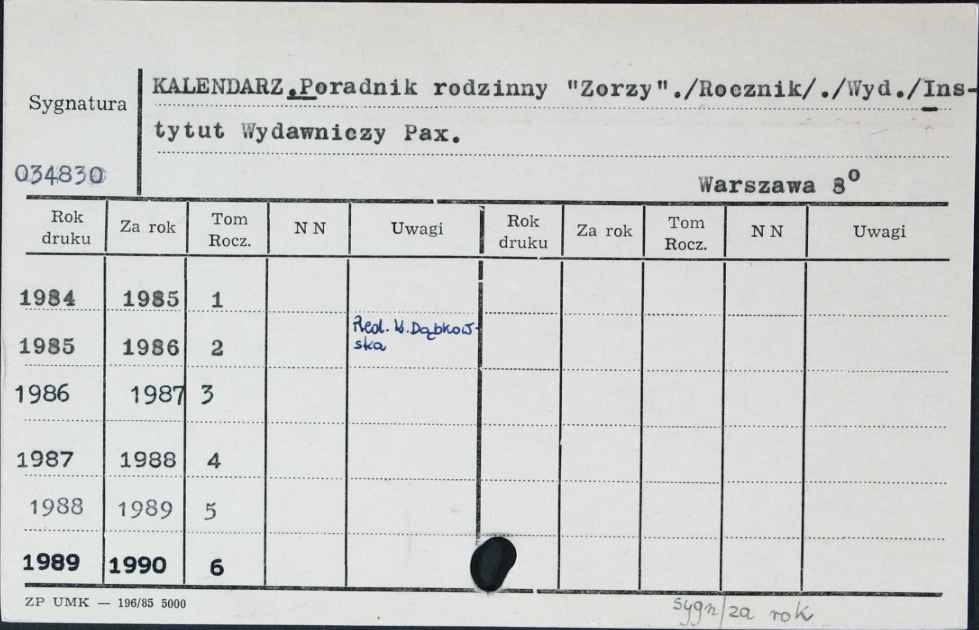 Sygnatura
KALENDARZ.Poradnik rodzinny "Zorzy"./Rocznik/./Wyd./Ins-
tytut Wydawniczy Pax.
034830
Warszawa 8º
Rok druku Za rok Tom Rocz. N N Uwagi Rok druku Za rok Tom Rocz. N N Uwagi
1984 1985 1
Red. W. Dąbkow-
ska
1985 1986 2
1986 1987 3
1987 1988 4
1988 1989 5
1989 1990 6
ZP UMK — 196/85 5000
sygn/za rok